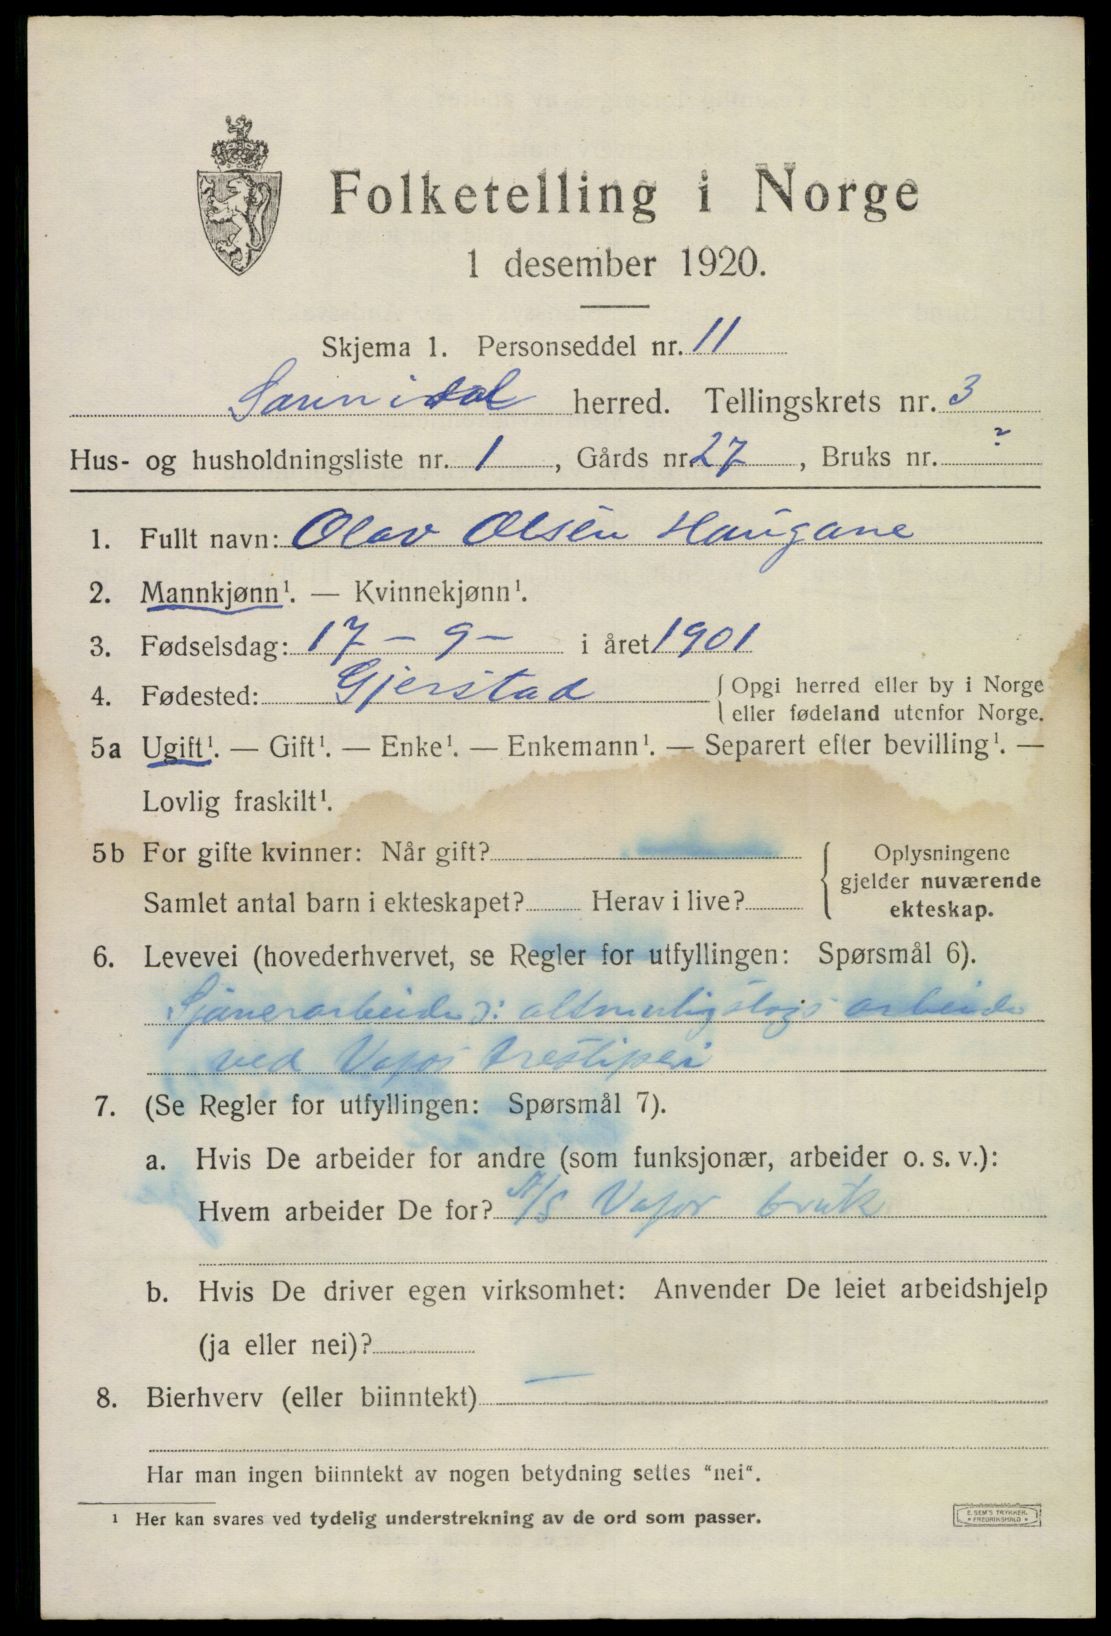 Folketelling i Norge
1 desember 1920.
Skjema 1. Personseddel nr. 11
Sannidal herred. Tellingskrets nr. 3
Hus- og husholdningsliste nr. 1, Gårds nr. 27, Bruks nr. ?
1. Fullt navn: Olav Olsen Haugane
2. Mannkjønn¹. — Kvinnekjønn¹.
3. Fødselsdag: 17 – 9 – i året 1901
4. Fødested: Gjerstad { Opgi herred eller by i Norge
eller fødeland utenfor Norge.
5a Ugift¹. — Gift¹. — Enke¹. — Enkemann¹. — Separert efter bevilling¹. —
Lovlig fraskilt¹.
5b For gifte kvinner: Når gift?
Samlet antal barn i ekteskapet? Herav i live?
{ Oplysningene
gjelder nuværende
ekteskap.
6. Levevei (hovederhvervet, se Regler for utfyllingen: Spørsmål 6).
arbeide
ved Vafos tresliperi
7. (Se Regler for utfyllingen: Spørsmål 7).
a. Hvis De arbeider for andre (som funksjonær, arbeider o. s. v.):
Hvem arbeider De for? A/S Vafos bruk
b. Hvis De driver egen virksomhet: Anvender De leiet arbeidshjelp
(ja eller nei)?
8. Bierhverv (eller biinntekt) —
Har man ingen biinntekt av nogen betydning settes "nei".
¹ Her kan svares ved tydelig understrekning av de ord som passer.
E. SEM'S TRYKKERI
FREDRIKSHALD